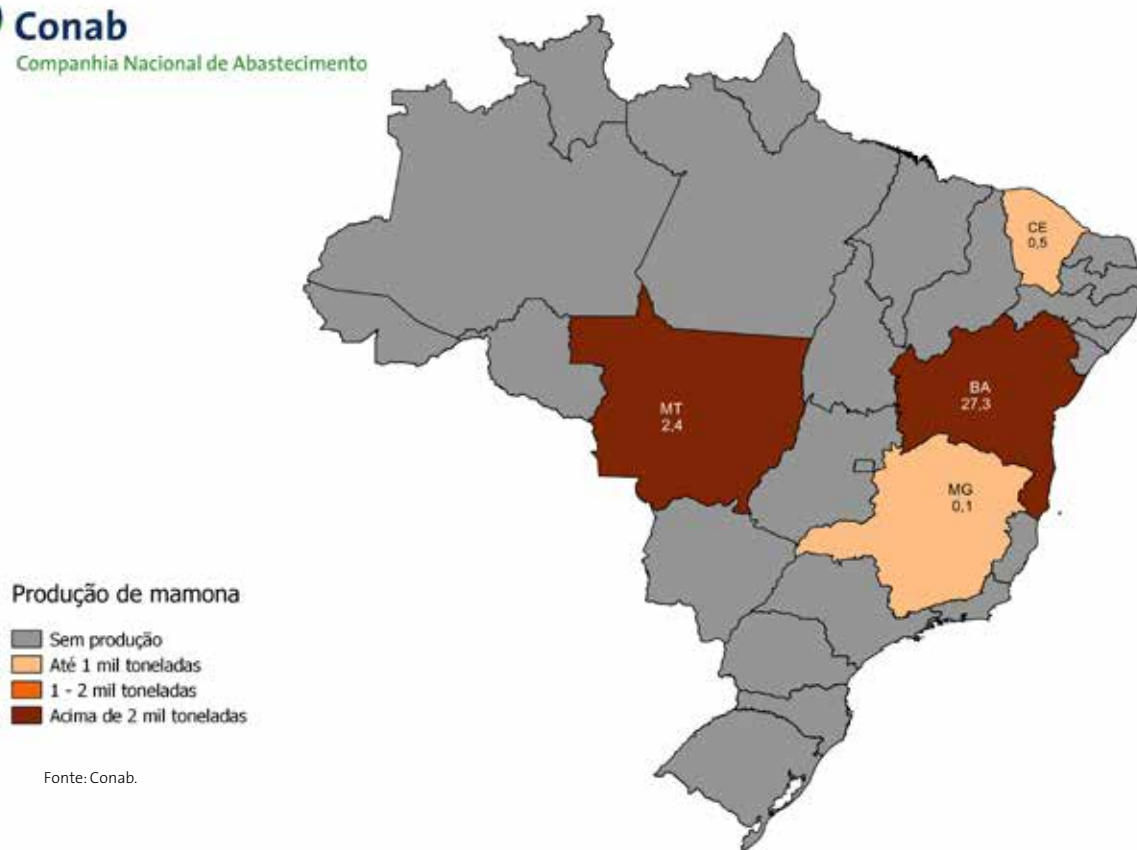 Conab
Companhia Nacional de Abastecimento
CE
0,5
BA
27,3
MT
2,4
MG
0,1
Produção de mamona
Sem produção
Até 1 mil toneladas
1 - 2 mil toneladas
Acima de 2 mil toneladas
Fonte: Conab.